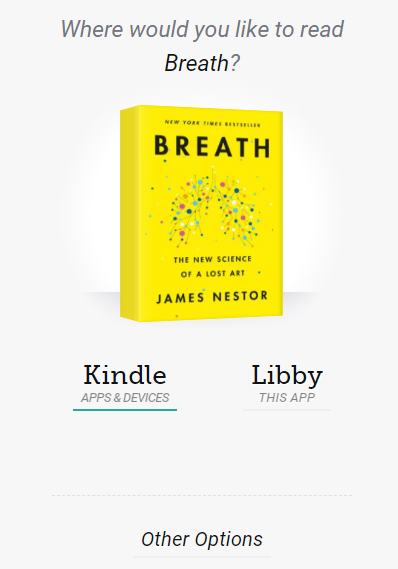 Where would you like to read
Breath?
NEW YORK TIMES BESTSELLER
BREATH
THE NEW SCIENCE
OF A LOST ART
JAMES NESTOR
Kindle Libby
APPS & DEVICES THIS APP
Other Options